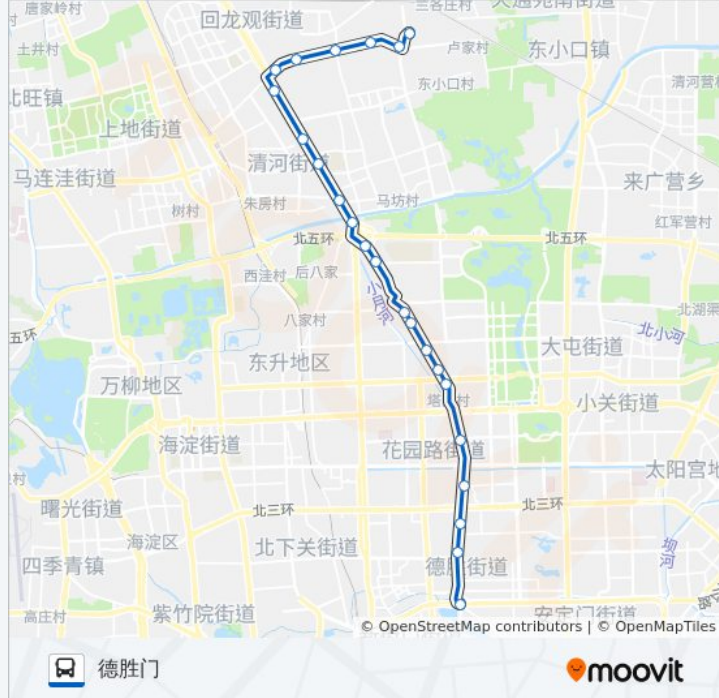 唐家岭村
兰各庄村
回龙观街道
卢家村
东小口镇
土井村
东小口村
清河营村
北旺镇
上地街道
清河街道
马连洼街道
来广营乡
朱房村
马坊村
树村
红军营村
北五环
北五环
西洼村
后八家
小月河
北湖渠
五环
八家村
北小河
大屯街道
东升地区
万柳地区
小关街道
海淀街道
花园路街道
太阳宫地
曙光街道
北三环
北三环
海淀区
北下关街道
坝河
四季青镇
德胜街道
高庄村
紫竹院街道
安定门街道
© OpenStreetMap contributors | © OpenMapTiles
德胜门
moovit